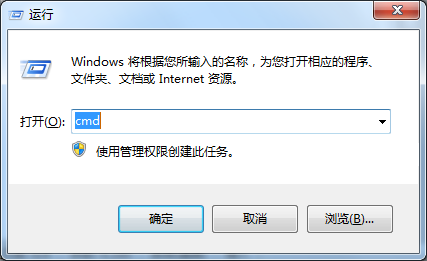 运行
Windows 将根据您所输入的名称，为您打开相应的程序、
文件夹、文档或 Internet 资源。
打开(O): cmd
使用管理权限创建此任务。
确定 取消 浏览(B)...